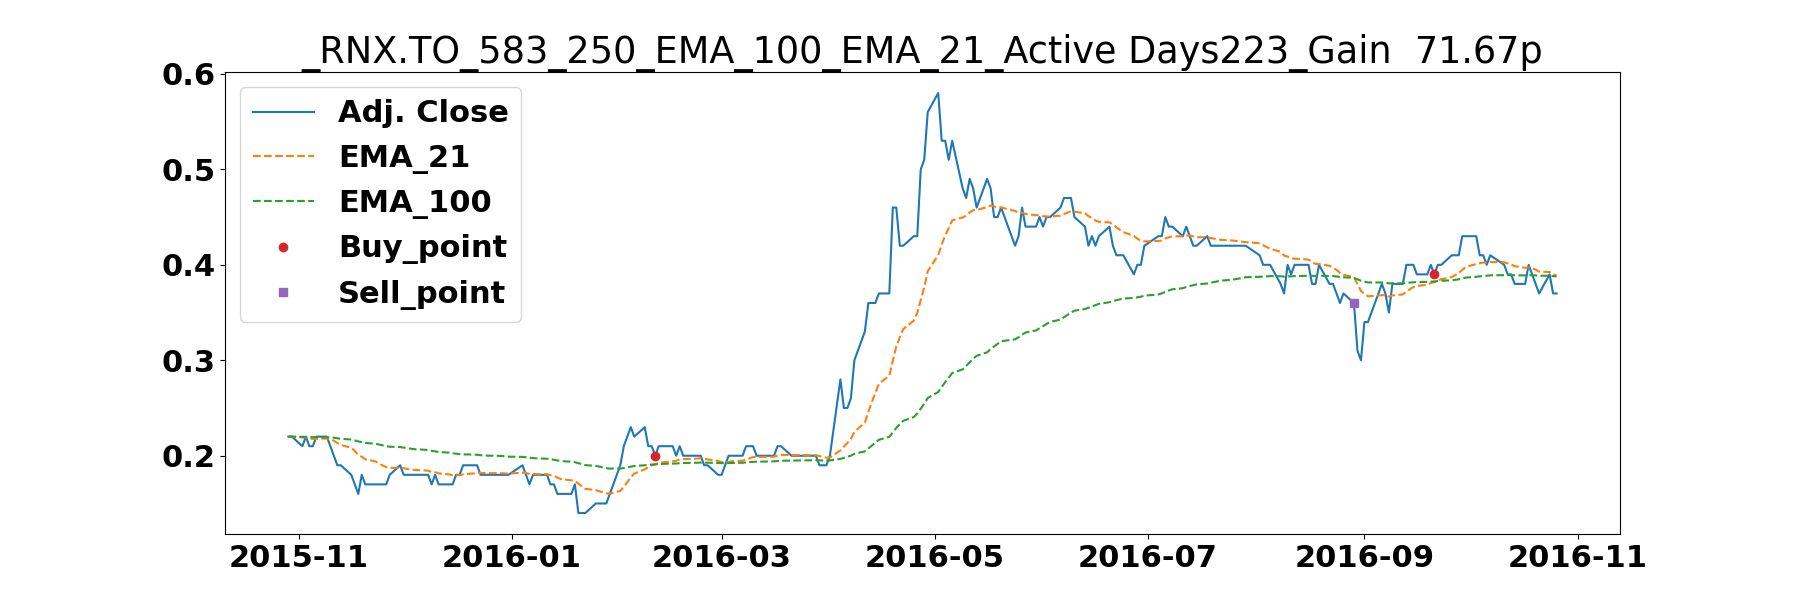 _RNX.TO_583_250_EMA_100_EMA_21_Active Days223_Gain  71.67p
0.6
0.5
0.4
0.3
0.2
Adj. Close
EMA_21
EMA_100
Buy_point
Sell_point
2015-11 2016-01 2016-03 2016-05 2016-07 2016-09 2016-11